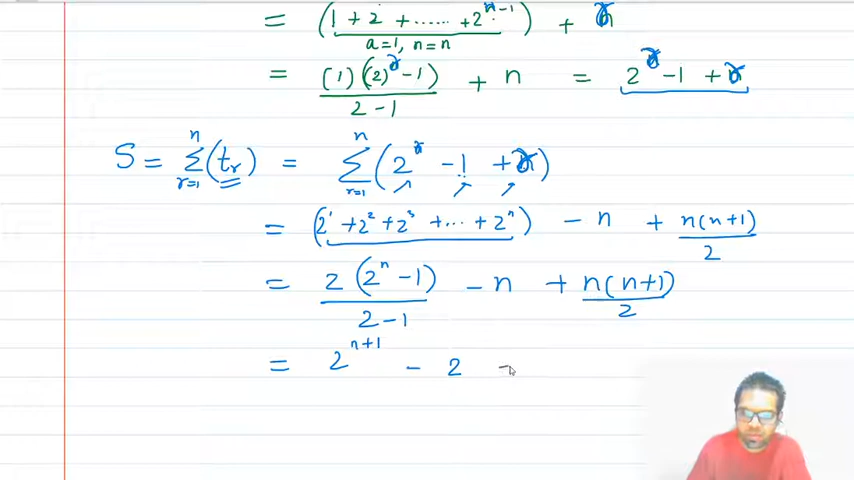 = (1 + 2 + ...... + 2^(n-1)) + r
a=1, n=n
= (1)((2)^r - 1) / (2-1) + n = 2^r - 1 + r
S = Σ_(r=1)^n (t_r) = Σ_(r=1)^n (2^r - 1 + r)
= (2^1 + 2^2 + 2^3 + ... + 2^n) - n + n(n+1)/2
= 2(2^n - 1) / (2-1) - n + n(n+1)/2
= 2^(n+1) - 2 -